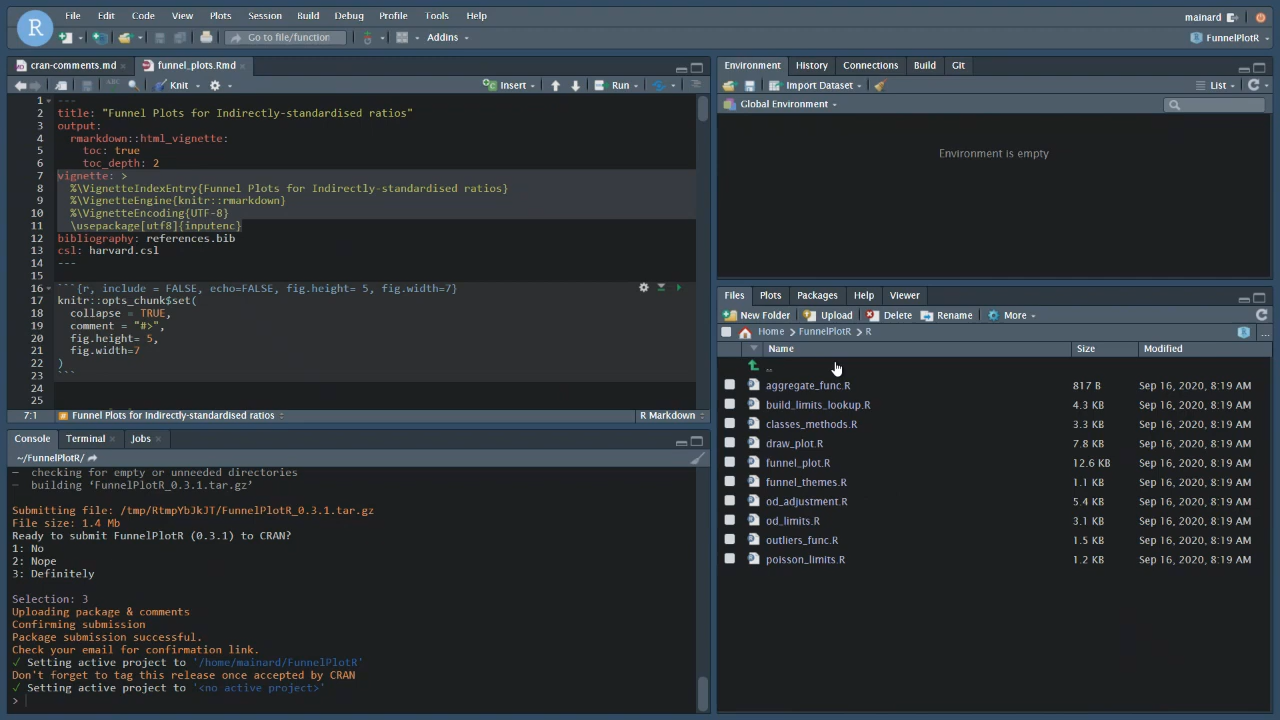 File Edit Code View Plots Session Build Debug Profile Tools Help
mainard
R
Go to file/function
Addins
FunnelPlotR
cran-comments.md
funnel_plots.Rmd
Knit
Insert
Run
1 ---
2 title: "Funnel Plots for Indirectly-standardised ratios"
3 output:
4 rmarkdown::html_vignette:
5 toc: true
6 toc_depth: 2
7 vignette: >
8 %\VignetteIndexEntry{Funnel Plots for Indirectly-standardised ratios}
9 %\VignetteEngine{knitr::rmarkdown}
10 %\VignetteEncoding{UTF-8}
11 \usepackage[utf8]{inputenc}
12 bibliography: references.bib
13 csl: harvard.csl
14 ---
15
16 ```{r, include = FALSE, echo=FALSE, fig.height= 5, fig.width=7}
17 knitr::opts_chunk$set(
18 collapse = TRUE,
19 comment = "#>",
20 fig.height= 5,
21 fig.width=7
22 )
23 ```
24
25
7:1 Funnel Plots for Indirectly-standardised ratios R Markdown
Console Terminal Jobs
~/FunnelPlotR/
— checking for empty or unneeded directories
— building ‘FunnelPlotR_0.3.1.tar.gz’
Submitting file: /tmp/RtmpYbJkJT/FunnelPlotR_0.3.1.tar.gz
File size: 1.4 Mb
Ready to submit FunnelPlotR (0.3.1) to CRAN?
1: No
2: Nope
3: Definitely
Selection: 3
Uploading package & comments
Confirming submission
Package submission successful.
Check your email for confirmation link.
✓ Setting active project to '/home/mainard/FunnelPlotR'
Don't forget to tag this release once accepted by CRAN
✓ Setting active project to '<no active project>'
>
Environment History Connections Build Git
Import Dataset
List
Global Environment
Environment is empty
Files Plots Packages Help Viewer
New Folder Upload Delete Rename More
Home FunnelPlotR R ...
Name Size Modified
..
aggregate_func.R 817 B Sep 16, 2020, 8:19 AM
build_limits_lookup.R 4.3 KB Sep 16, 2020, 8:19 AM
classes_methods.R 3.3 KB Sep 16, 2020, 8:19 AM
draw_plot.R 7.8 KB Sep 16, 2020, 8:19 AM
funnel_plot.R 12.6 KB Sep 16, 2020, 8:19 AM
funnel_themes.R 1.1 KB Sep 16, 2020, 8:19 AM
od_adjustment.R 5.4 KB Sep 16, 2020, 8:19 AM
od_limits.R 3.1 KB Sep 16, 2020, 8:19 AM
outliers_func.R 1.5 KB Sep 16, 2020, 8:19 AM
poisson_limits.R 1.2 KB Sep 16, 2020, 8:19 AM